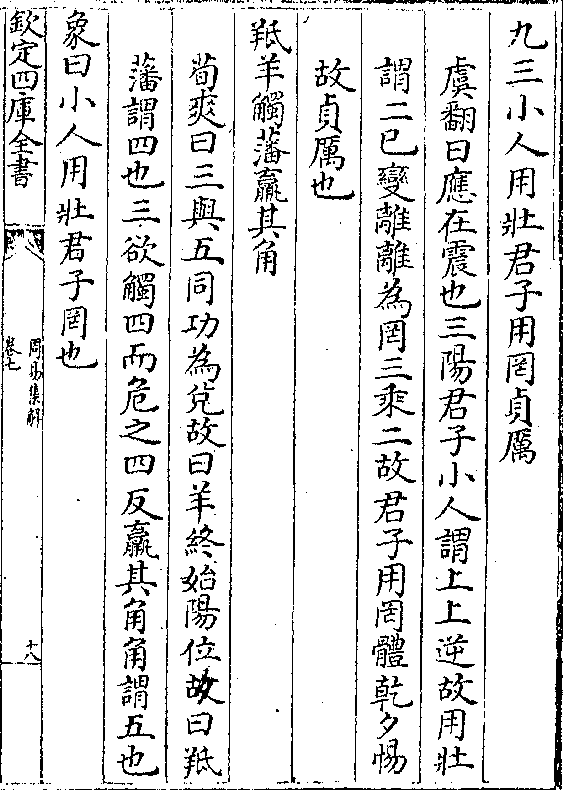 九三小人用壯君子用罔貞厲
虞翻曰應在震也三陽君子小人謂上上逆故用壯
謂二已變離離為罔三乘二故君子用罔體乾夕惕
故貞厲也
羝羊觸藩羸其角
荀爽曰三與五同功為兌故曰羊終始陽位故曰羝
藩謂四也三欲觸四而危之四反羸其角角謂五也
象曰小人用壯君子罔也
欽定四庫全書
周易集解
卷七
十八